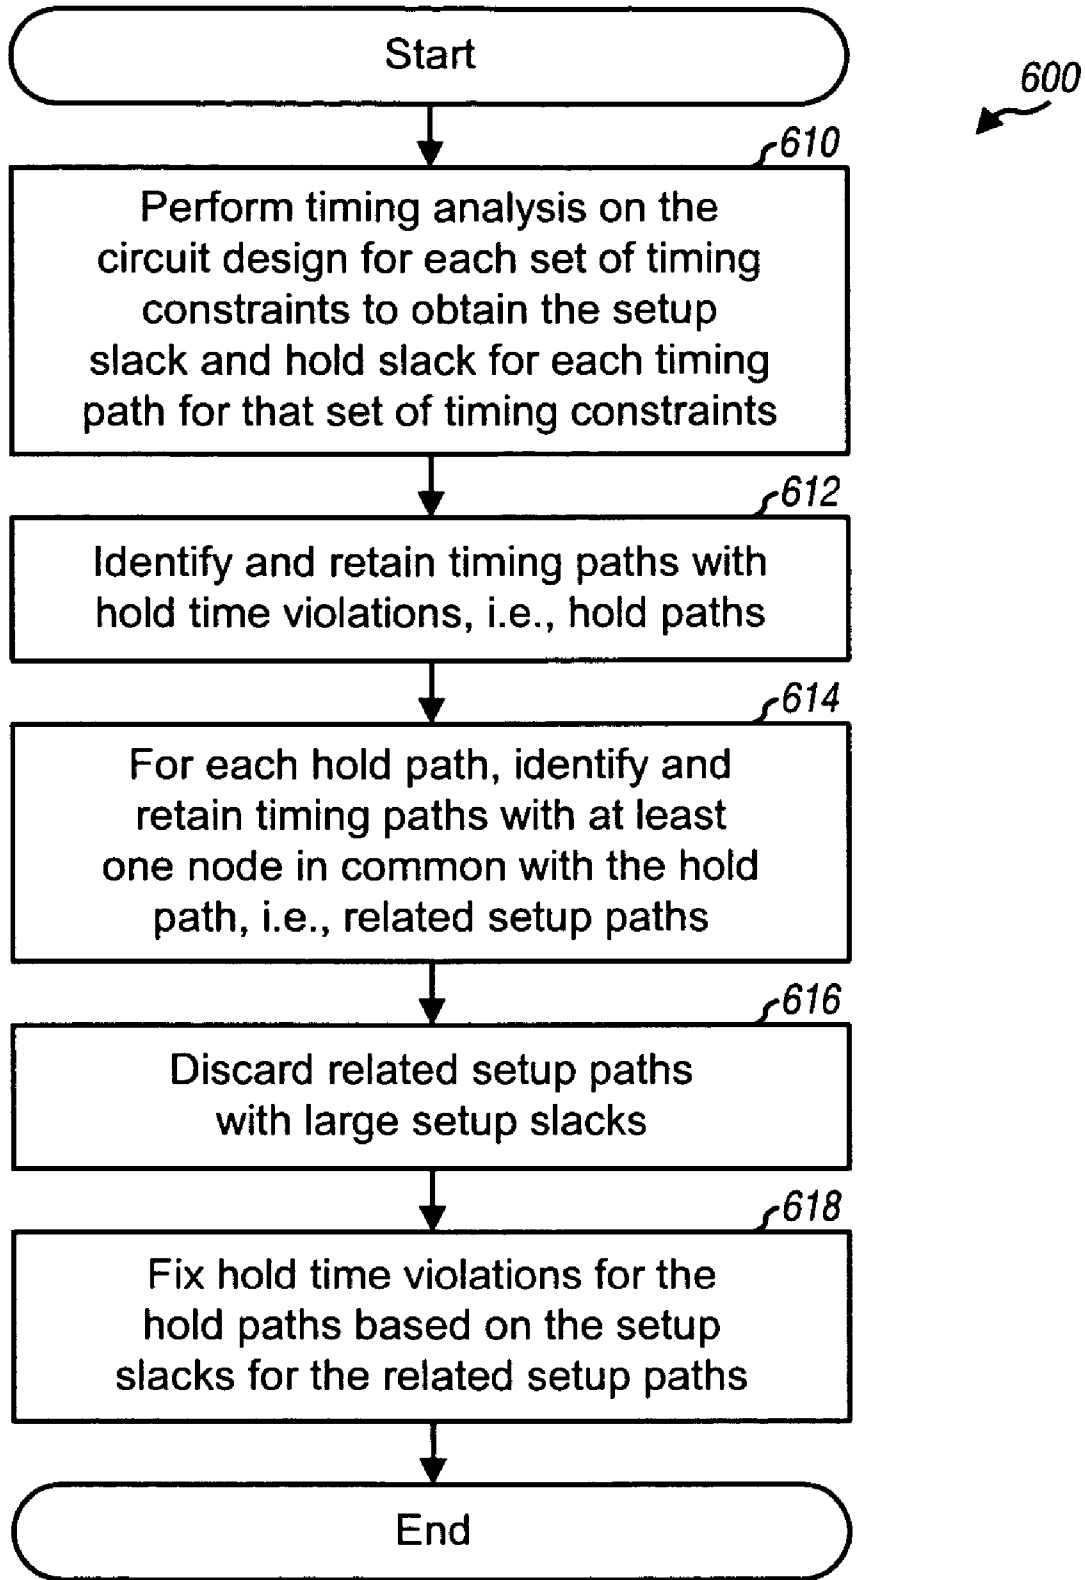 Start
600
610
Perform timing analysis on the
circuit design for each set of timing
constraints to obtain the setup
slack and hold slack for each timing
path for that set of timing constraints
612
Identify and retain timing paths with
hold time violations, i.e., hold paths
614
For each hold path, identify and
retain timing paths with at least
one node in common with the hold
path, i.e., related setup paths
616
Discard related setup paths
with large setup slacks
618
Fix hold time violations for the
hold paths based on the setup
slacks for the related setup paths
End